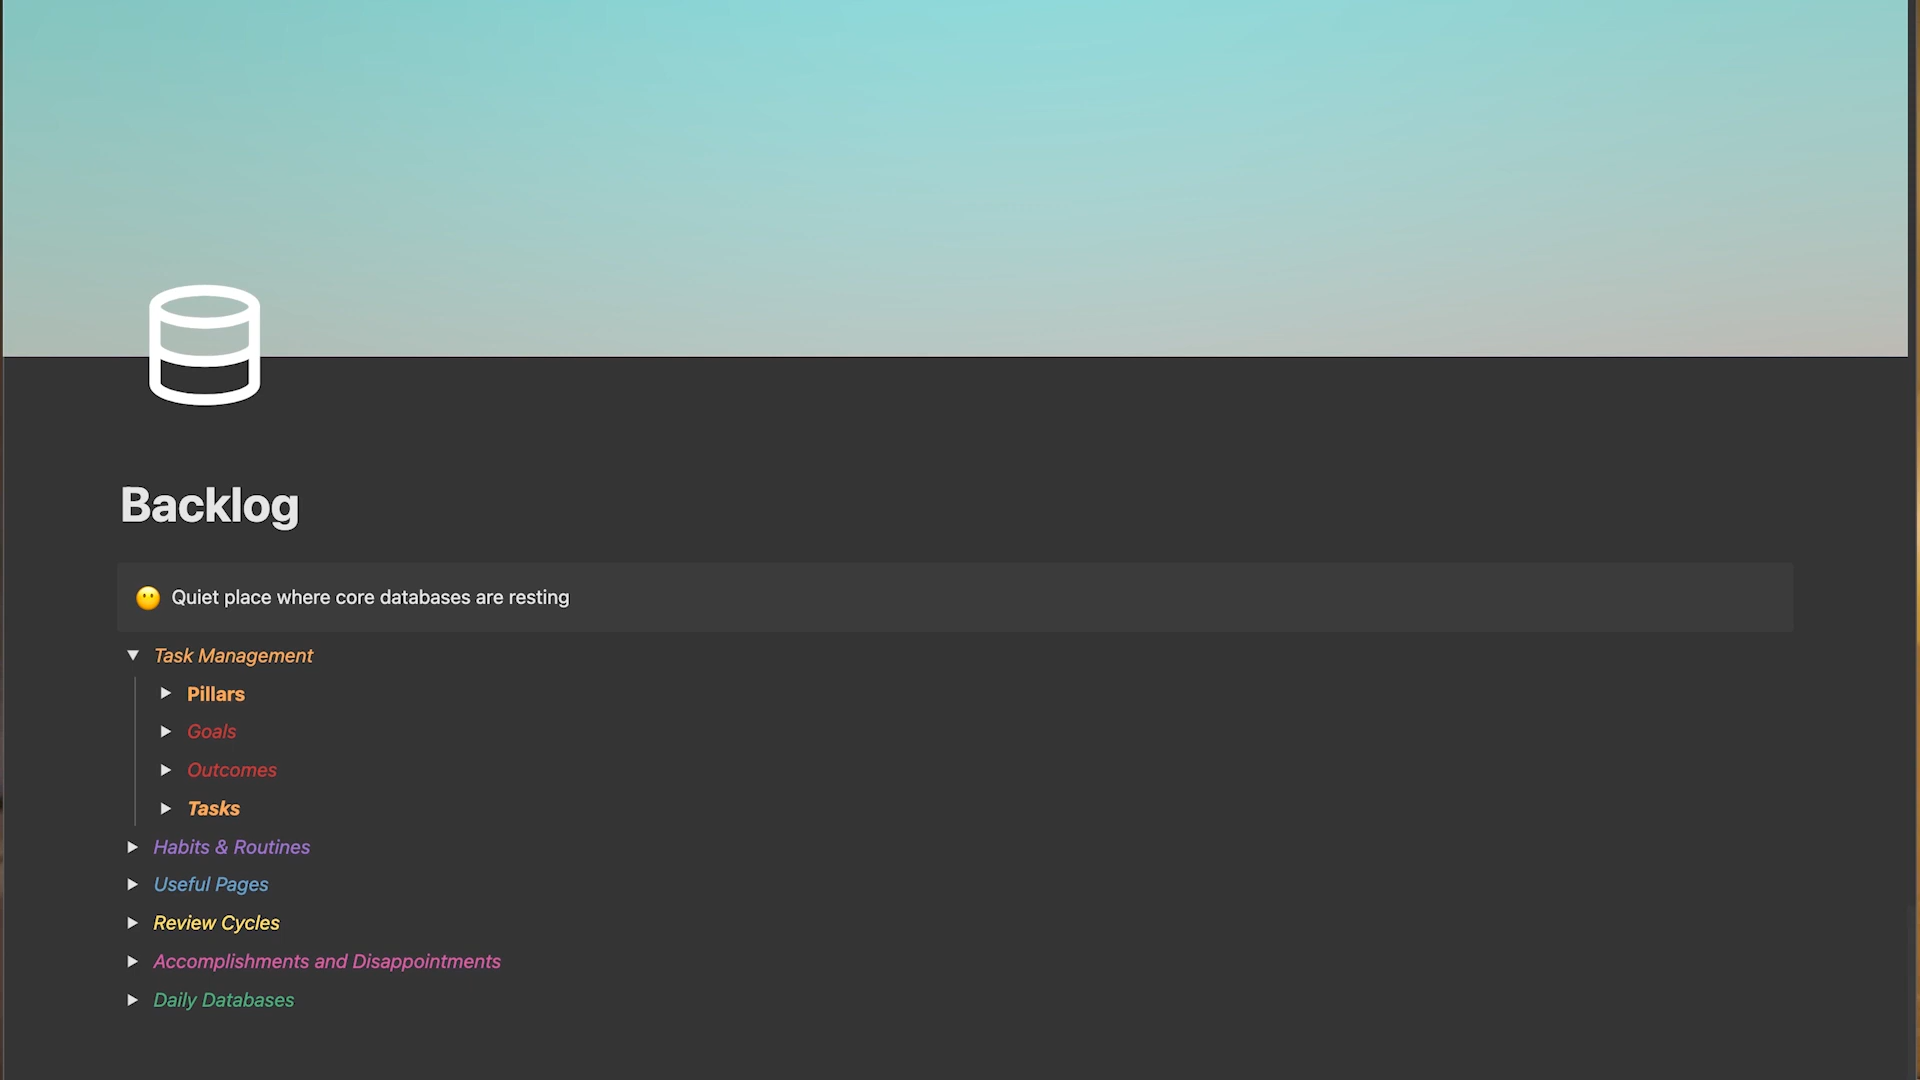 Backlog
Quiet place where core databases are resting
Task Management
Pillars
Goals
Outcomes
Tasks
Habits & Routines
Useful Pages
Review Cycles
Accomplishments and Disappointments
Daily Databases